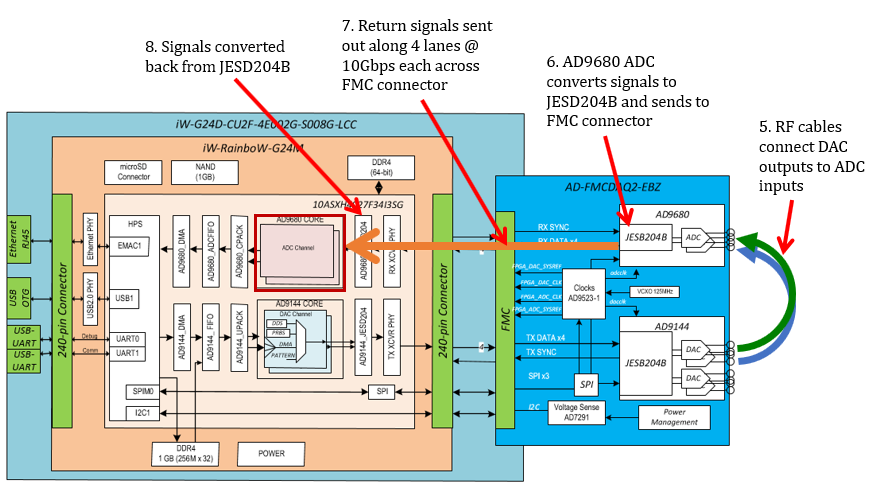 7. Return signals sent
out along 4 lanes @
10Gbps each across
FMC connector
8. Signals converted
back from JESD204B
6. AD9680 ADC
converts signals to
JESD204B and sends to
FMC connector
5. RF cables
connect DAC
outputs to ADC
inputs
iW-G24D-CU2F-4E002G-S008G-LCC
iW-RainboW-G24M
microSD
Connector
NAND
(1GB)
DDR4
(64-bit)
AD-FMCDAQ2-EBZ
Ethernet
RJ45
USB
OTG
USB-
UART
USB-
UART
240-pin Connector
Ethernet PHY
USB2.0 PHY
Debug
Comm
HPS
EMAC1
USB1
UART0
UART1
SPIM0
I2C1
AD9680_DMA
AD9680_ADCFIFO
AD9680_CPACK
AD9680 CORE
ADC Channel
RX XCVR PHY
AD9144_DMA
AD9144_FIFO
AD9144_UPACK
AD9144 CORE
DAC Channel
DDS
PRBS
DMA
PATTERN
AD9144_JESD204
TX XCVR PHY
SPI
240-pin Connector
4
DDR4
1 GB (256M x 32)
POWER
FMC
RX SYNC
RX DATA x4
FPGA_DAC_SYSREF
FPGA_DAC_CLK
FPGA_ADC_CLK
FPGA_ADC_SYSREF
TX DATA x4
TX SYNC
SPI x3
I2C
AD9680
JESB204B
ADC
Clocks
AD9523-1
adcclk
dacclk
VCXO 125MHz
AD9144
JESB204B
DAC
DAC
SPI
Voltage Sense
AD7291
Power
Management